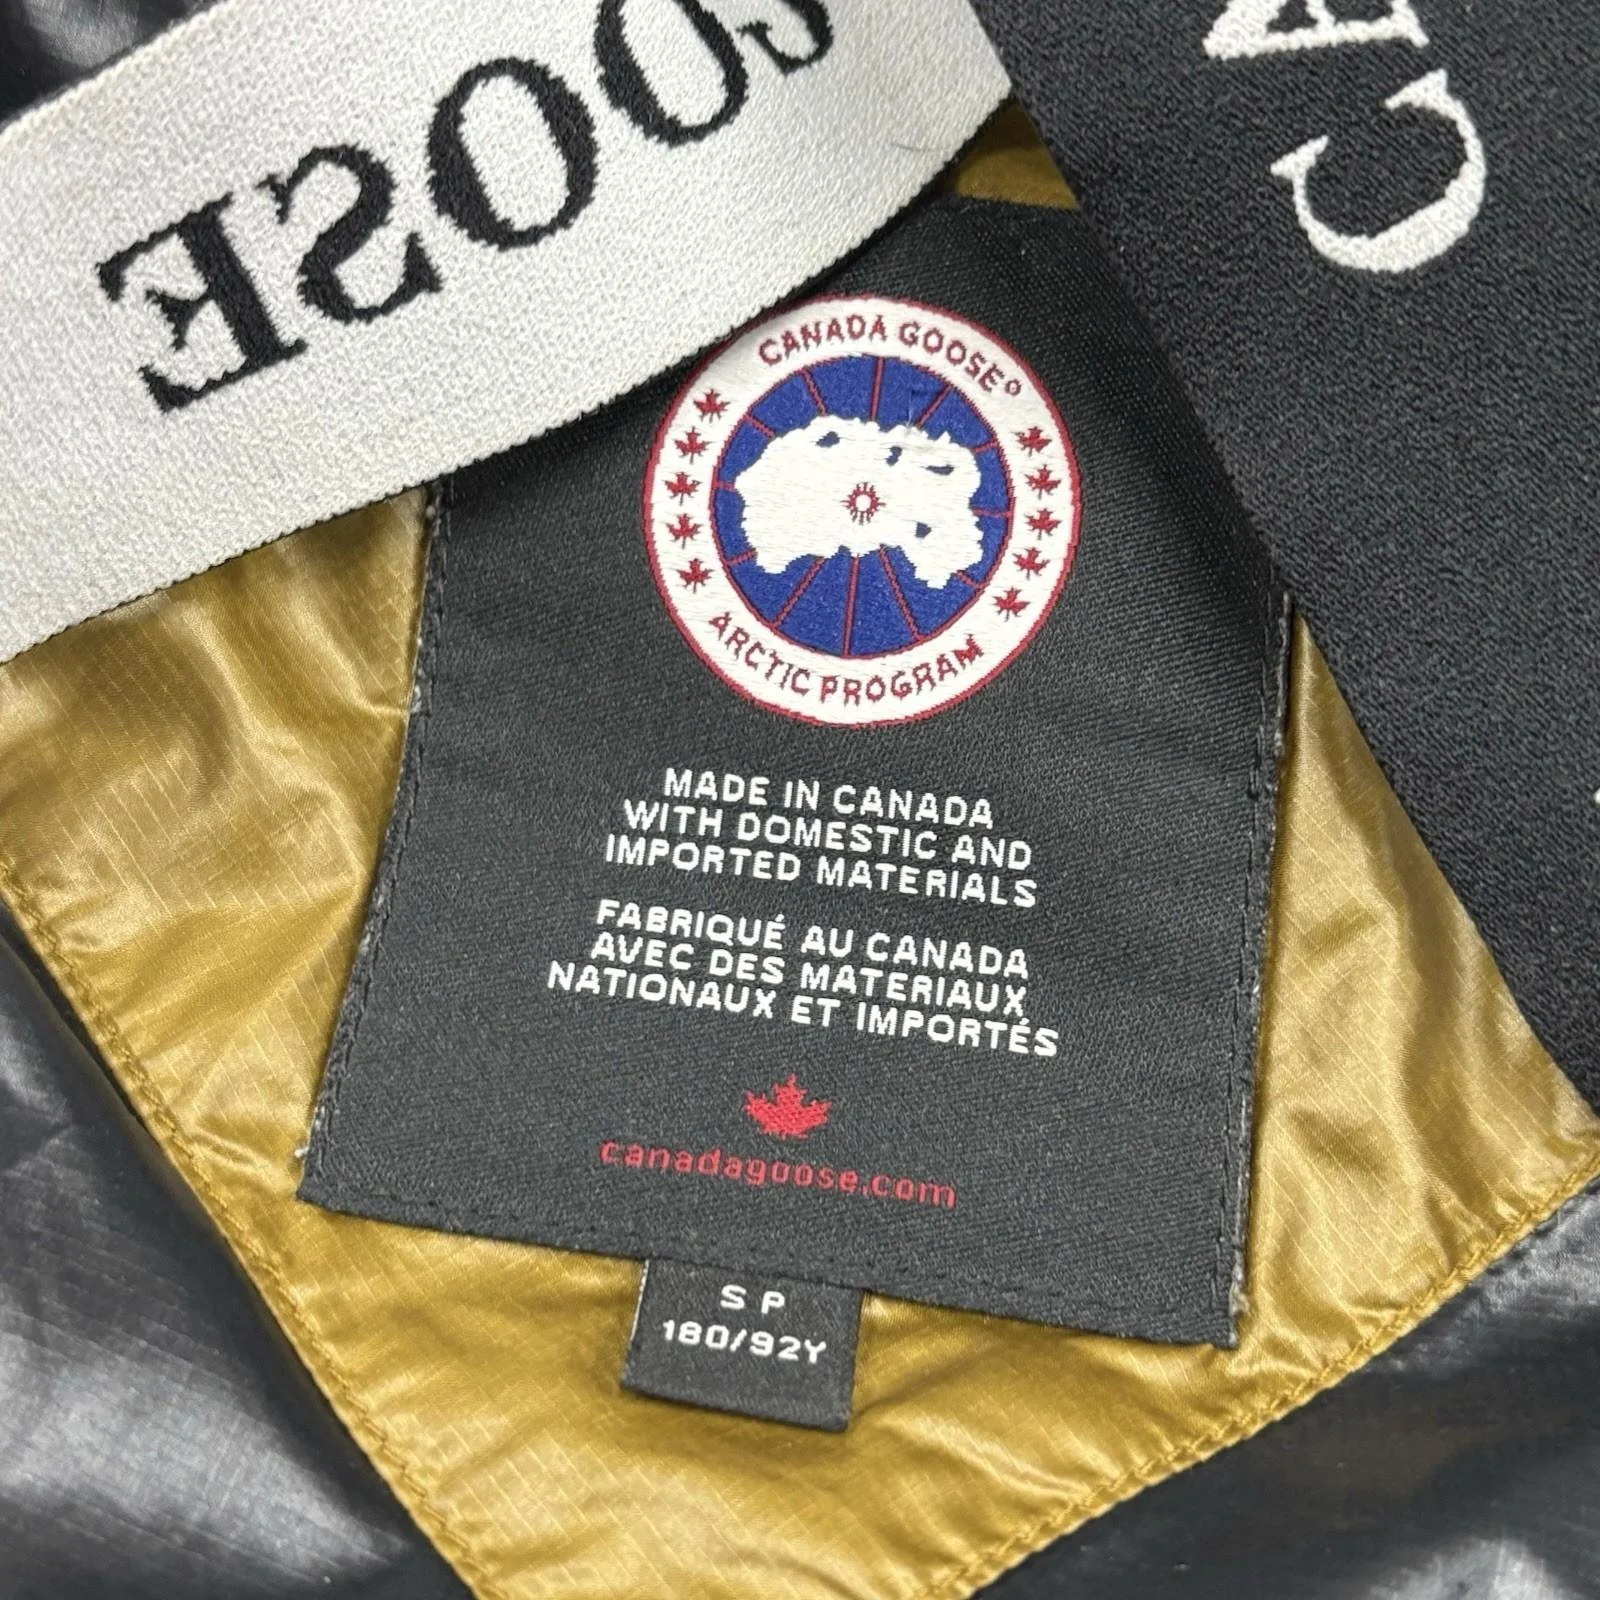 GOOSE
CA
CANADA GOOSE®
ARCTIC PROGRAM
MADE IN CANADA
WITH DOMESTIC AND
IMPORTED MATERIALS
FABRIQUÉ AU CANADA
AVEC DES MATERIAUX
NATIONAUX ET IMPORTÉS
canadagoose.com
S P
180/92Y